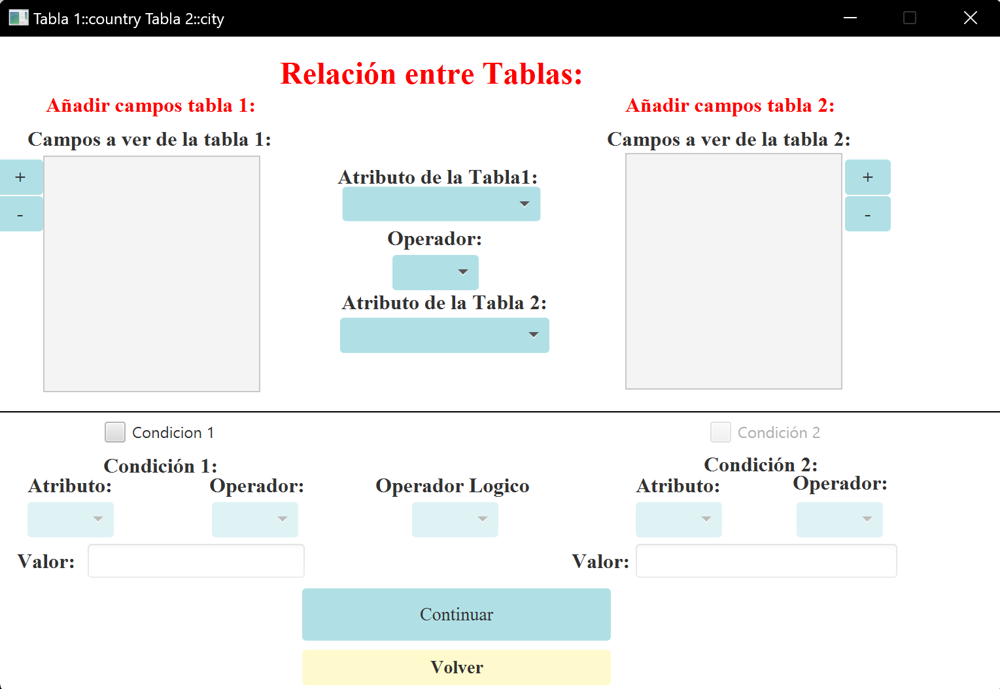 Tabla 1::country Tabla 2::city
Relación entre Tablas:
Añadir campos tabla 1:
Añadir campos tabla 2:
Campos a ver de la tabla 1:
Campos a ver de la tabla 2:
+
-
Atributo de la Tabla1:
Operador:
Atributo de la Tabla 2:
+
-
Condicion 1
Condición 2
Condición 1:
Condición 2:
Atributo:
Operador:
Operador Logico
Atributo:
Operador:
Valor:
Valor:
Continuar
Volver